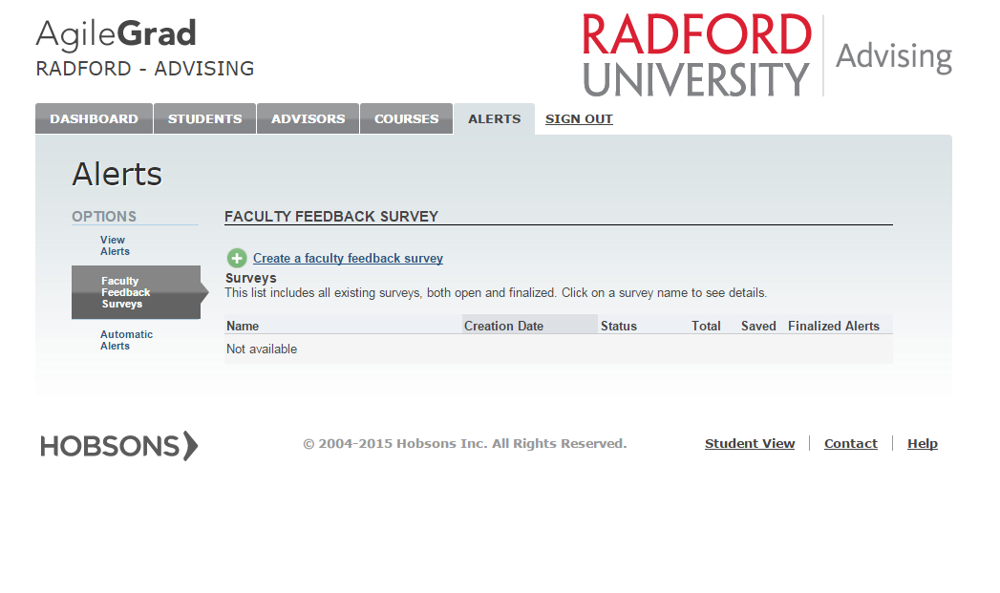 AgileGrad
RADFORD - ADVISING
RADFORD
UNIVERSITY
Advising
DASHBOARD
STUDENTS
ADVISORS
COURSES
ALERTS
SIGN OUT
Alerts
OPTIONS
View
Alerts
Faculty
Feedback
Surveys
Automatic
Alerts
FACULTY FEEDBACK SURVEY
Create a faculty feedback survey
Surveys
This list includes all existing surveys, both open and finalized. Click on a survey name to see details.
Name Creation Date Status Total Saved Finalized Alerts
Not available
HOBSONS
© 2004-2015 Hobsons Inc. All Rights Reserved.
Student View
Contact
Help